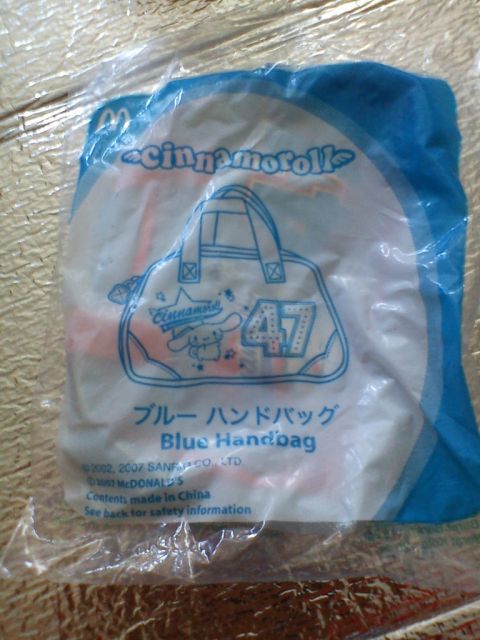 cinnamoroll
Cinnamoroll
47
ブルー ハンドバッグ
Blue Handbag
© 2002, 2007 SANRIO CO., LTD
© 2007 McDONALD'S
Contents made in China
See back for safety information